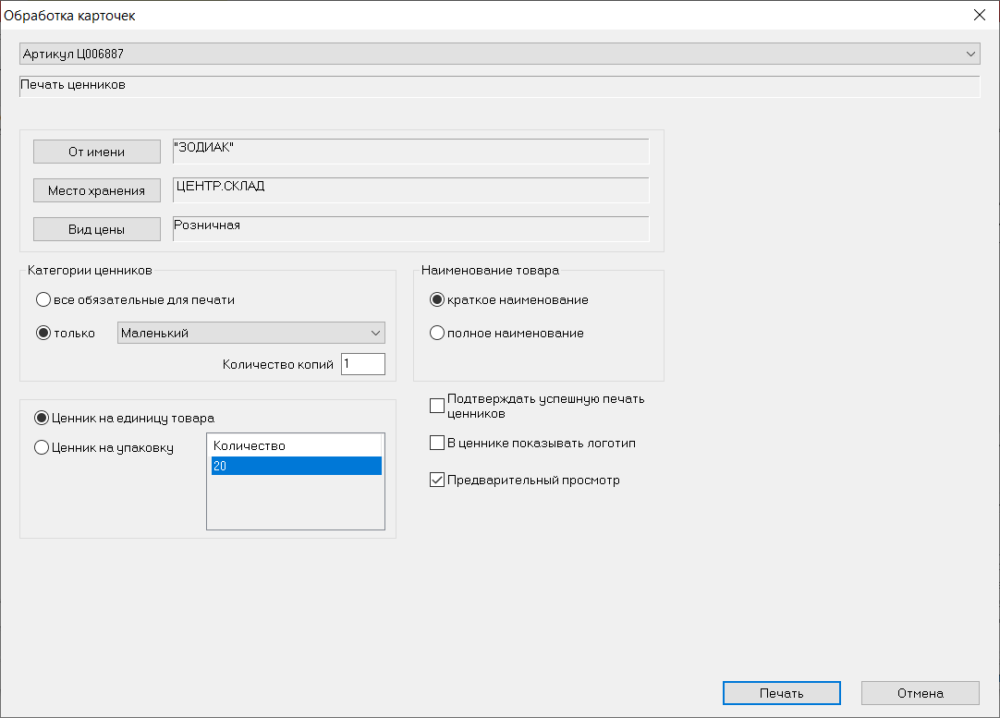 Обработка карточек
Артикул Ц006887
Печать ценников
От имени
"ЗОДИАК"
Место хранения
ЦЕНТР.СКЛАД
Вид цены
Розничная
Категории ценников
все обязательные для печати
только
Маленький
Количество копий
1
Наименование товара
краткое наименование
полное наименование
Ценник на единицу товара
Ценник на упаковку
Количество
20
Подтверждать успешную печать
ценников
В ценнике показывать логотип
Предварительный просмотр
Печать
Отмена